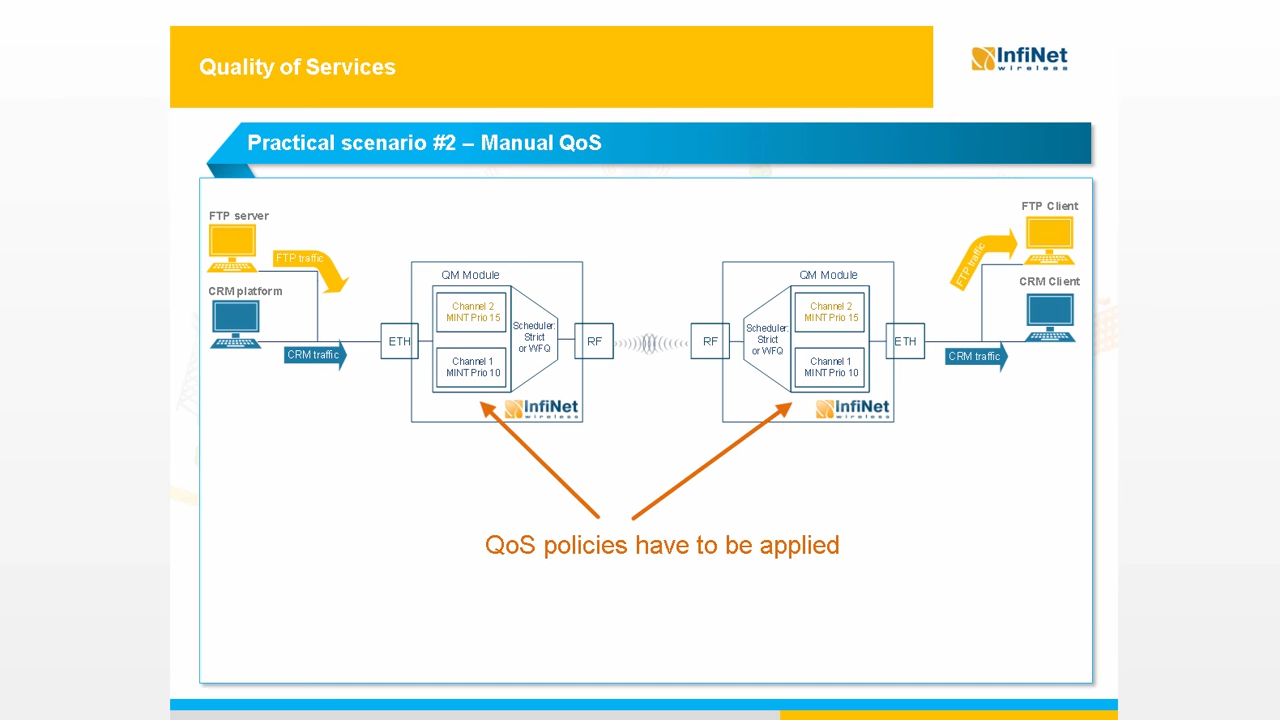 Quality of Services
InfiNet
wireless
Practical scenario #2 – Manual QoS
FTP server
FTP traffic
CRM platform
CRM traffic
ETH
QM Module
Channel 2
MINT Prio 15
Channel 1
MINT Prio 10
Scheduler:
Strict
or WFQ
RF
InfiNet
wireless
RF
QM Module
Scheduler:
Strict
or WFQ
Channel 2
MINT Prio 15
Channel 1
MINT Prio 10
ETH
InfiNet
wireless
FTP Client
FTP traffic
CRM Client
CRM traffic
QoS policies have to be applied